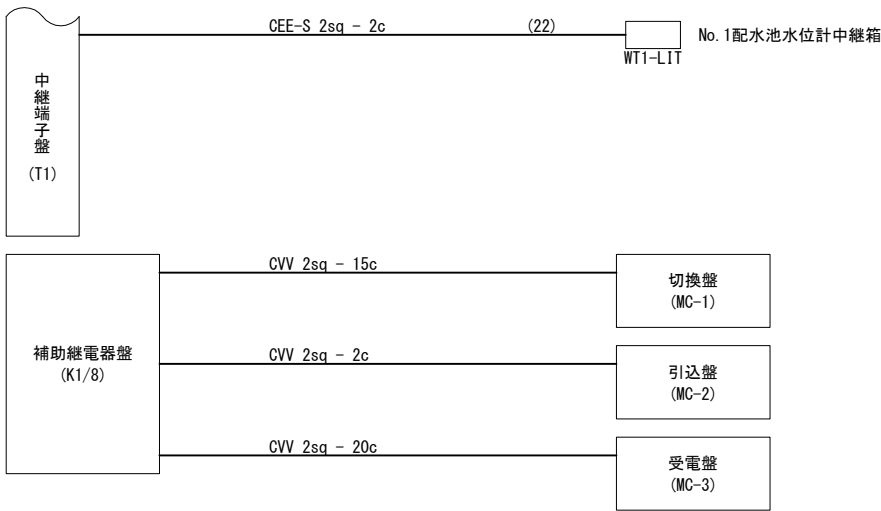 CEE-S 2sq - 2c (22)
No.1配水池水位計中継箱
WT1-LIT
中継端子盤
(T1)
CVV 2sq - 15c
切換盤
(MC-1)
補助継電器盤
(K1/8)
CVV 2sq - 2c
引込盤
(MC-2)
CVV 2sq - 20c
受電盤
(MC-3)